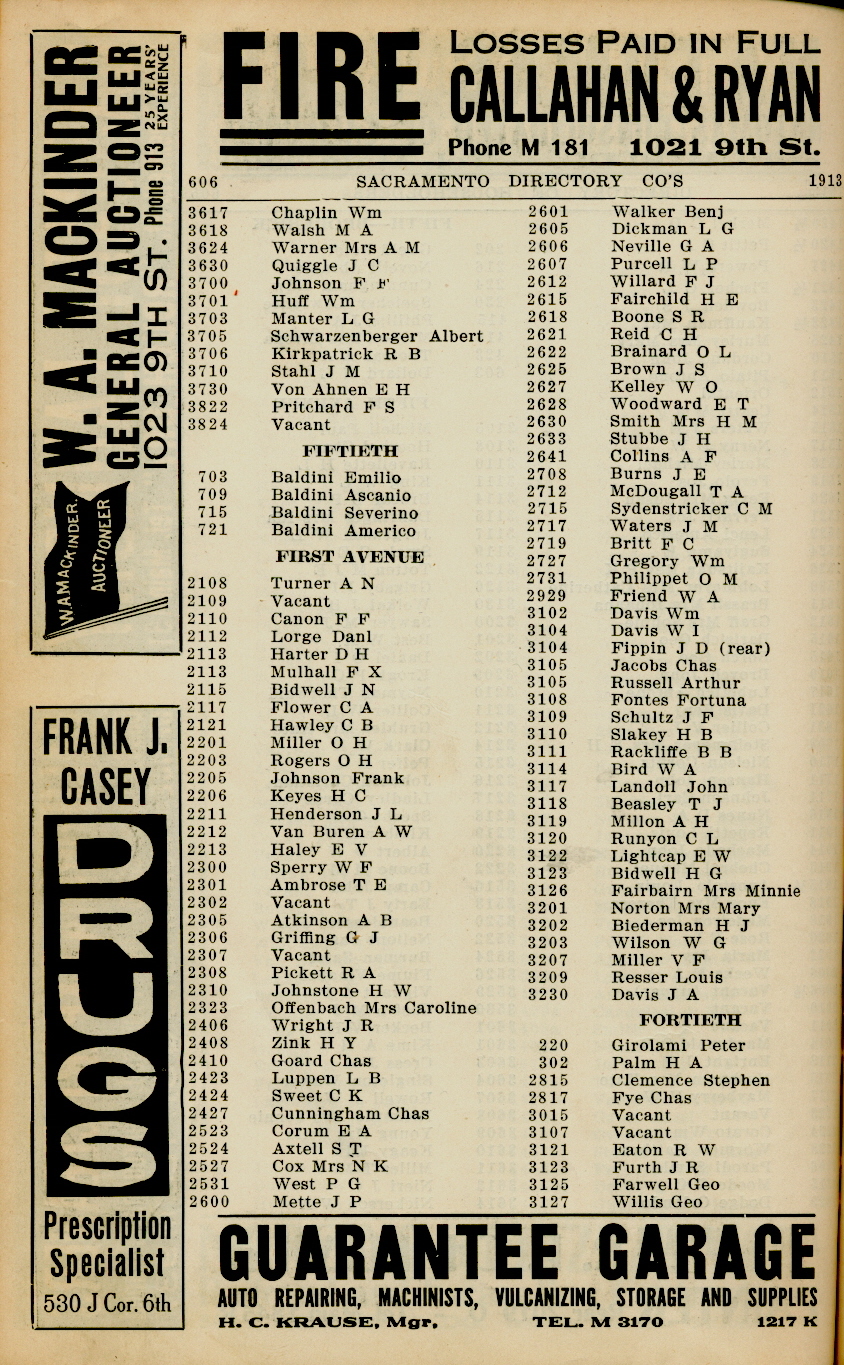 FIRE
LOSSES PAID IN FULL
CALLAHAN & RYAN
Phone M 181 1021 9th St.
W. A. MACKINDER
GENERAL AUCTIONEER
25 YEARS' EXPERIENCE
1023 9TH ST. Phone 913
W.A.MACKINDER.
AUCTIONEER
FRANK J.
CASEY
DRUGS
Prescription
Specialist
530 J Cor. 6th
606 SACRAMENTO DIRECTORY CO'S 1913
3617 Chaplin Wm
3618 Walsh M A
3624 Warner Mrs A M
3630 Quiggle J C
3700 Johnson F F
3701 Huff Wm
3703 Manter L G
3705 Schwarzenberger Albert
3706 Kirkpatrick R B
3710 Stahl J M
3730 Von Ahnen E H
3822 Pritchard F S
3824 Vacant
FIFTIETH
703 Baldini Emilio
709 Baldini Ascanio
715 Baldini Severino
721 Baldini Americo
FIRST AVENUE
2108 Turner A N
2109 Vacant
2110 Canon F F
2112 Lorge Danl
2113 Harter D H
2113 Mulhall F X
2115 Bidwell J N
2117 Flower C A
2121 Hawley C B
2201 Miller O H
2203 Rogers O H
2205 Johnson Frank
2206 Keyes H C
2211 Henderson J L
2212 Van Buren A W
2213 Haley E V
2300 Sperry W F
2301 Ambrose T E
2302 Vacant
2305 Atkinson A B
2306 Griffing G J
2307 Vacant
2308 Pickett R A
2310 Johnstone H W
2323 Offenbach Mrs Caroline
2406 Wright J R
2408 Zink H Y
2410 Goard Chas
2423 Luppen L B
2424 Sweet C K
2427 Cunningham Chas
2523 Corum E A
2524 Axtell S T
2527 Cox Mrs N K
2531 West P G
2600 Mette J P
2601 Walker Benj
2605 Dickman L G
2606 Neville G A
2607 Purcell L P
2612 Willard F J
2615 Fairchild H E
2618 Boone S R
2621 Reid C H
2622 Brainard O L
2625 Brown J S
2627 Kelley W O
2628 Woodward E T
2630 Smith Mrs H M
2633 Stubbe J H
2641 Collins A F
2708 Burns J E
2712 McDougall T A
2715 Sydenstricker C M
2717 Waters J M
2719 Britt F C
2727 Gregory Wm
2731 Philippet O M
2929 Friend W A
3102 Davis Wm
3104 Davis W I
3104 Fippin J D (rear)
3105 Jacobs Chas
3105 Russell Arthur
3108 Fontes Fortuna
3109 Schultz J F
3110 Slakey H B
3111 Rackliffe B B
3114 Bird W A
3117 Landoll John
3118 Beasley T J
3119 Millon A H
3120 Runyon C L
3122 Lightcap E W
3123 Bidwell H G
3126 Fairbairn Mrs Minnie
3201 Norton Mrs Mary
3202 Biederman H J
3203 Wilson W G
3207 Miller V F
3209 Resser Louis
3230 Davis J A
FORTIETH
220 Girolami Peter
302 Palm H A
2815 Clemence Stephen
2817 Fye Chas
3015 Vacant
3107 Vacant
3121 Eaton R W
3123 Furth J R
3125 Farwell Geo
3127 Willis Geo
GUARANTEE GARAGE
AUTO REPAIRING, MACHINISTS, VULCANIZING, STORAGE AND SUPPLIES
H. C. KRAUSE, Mgr. TEL. M 3170 1217 K